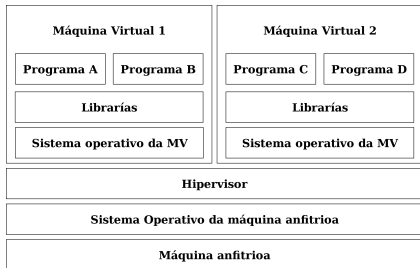 Máquina Virtual 1
Programa A
Programa B
Librarías
Sistema operativo da MV
Máquina Virtual 2
Programa C
Programa D
Librarías
Sistema operativo da MV
Hipervisor
Sistema Operativo da máquina anfitrioa
Máquina anfitrioa